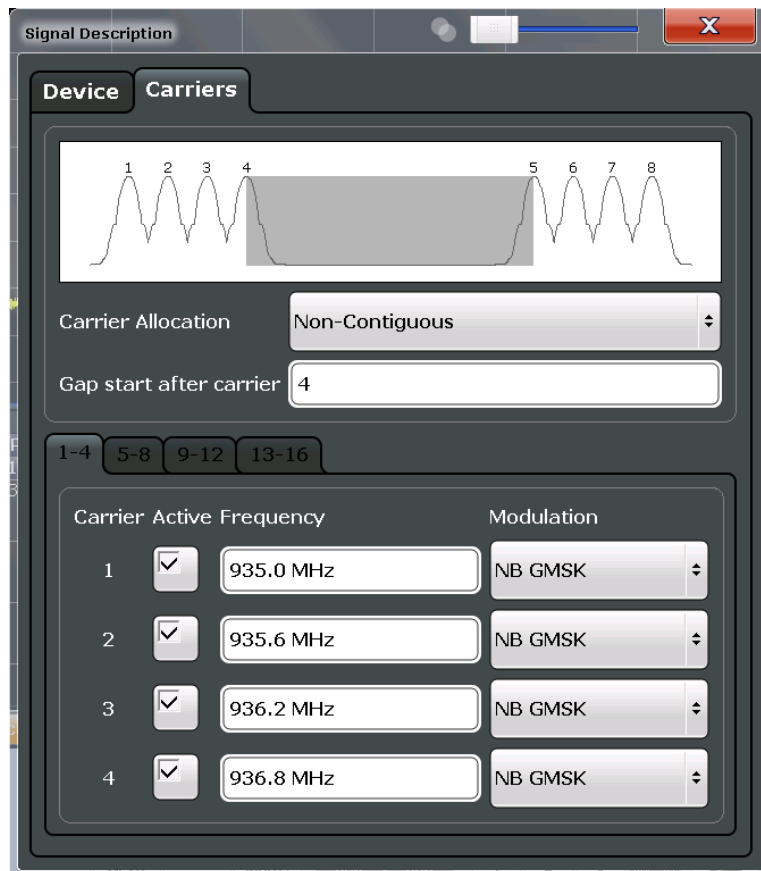 Signal Description
X
Device Carriers
1 2 3 4 5 6 7 8
Carrier Allocation Non-Contiguous
Gap start after carrier 4
1-4 5-8 9-12 13-16
Carrier Active Frequency Modulation
1 935.0 MHz NB GMSK
2 935.6 MHz NB GMSK
3 936.2 MHz NB GMSK
4 936.8 MHz NB GMSK